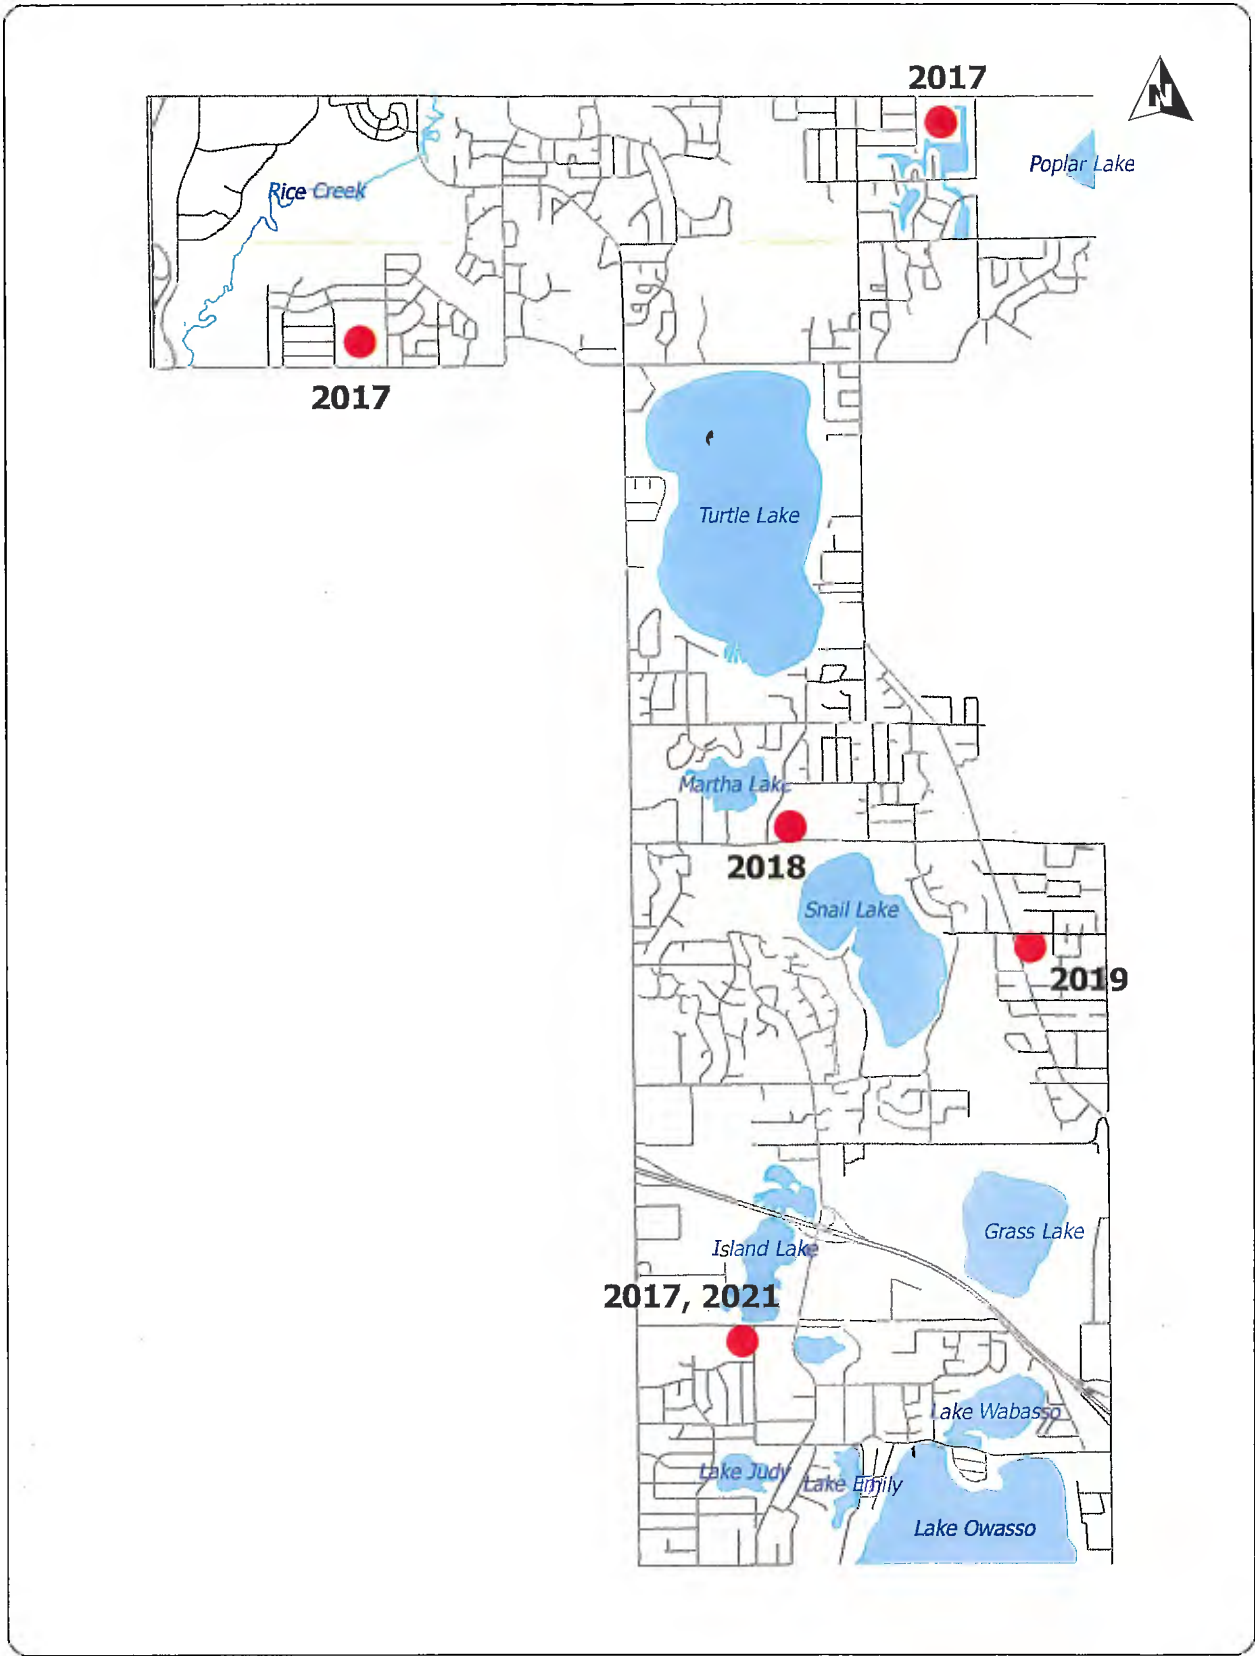 2017
N
Poplar Lake
Rice Creek
2017
Turtle Lake
Martha Lake
2018
Snail Lake
2019
Grass Lake
Island Lake
2017, 2021
Lake Wabasso
Lake Judy
Lake Emily
Lake Owasso